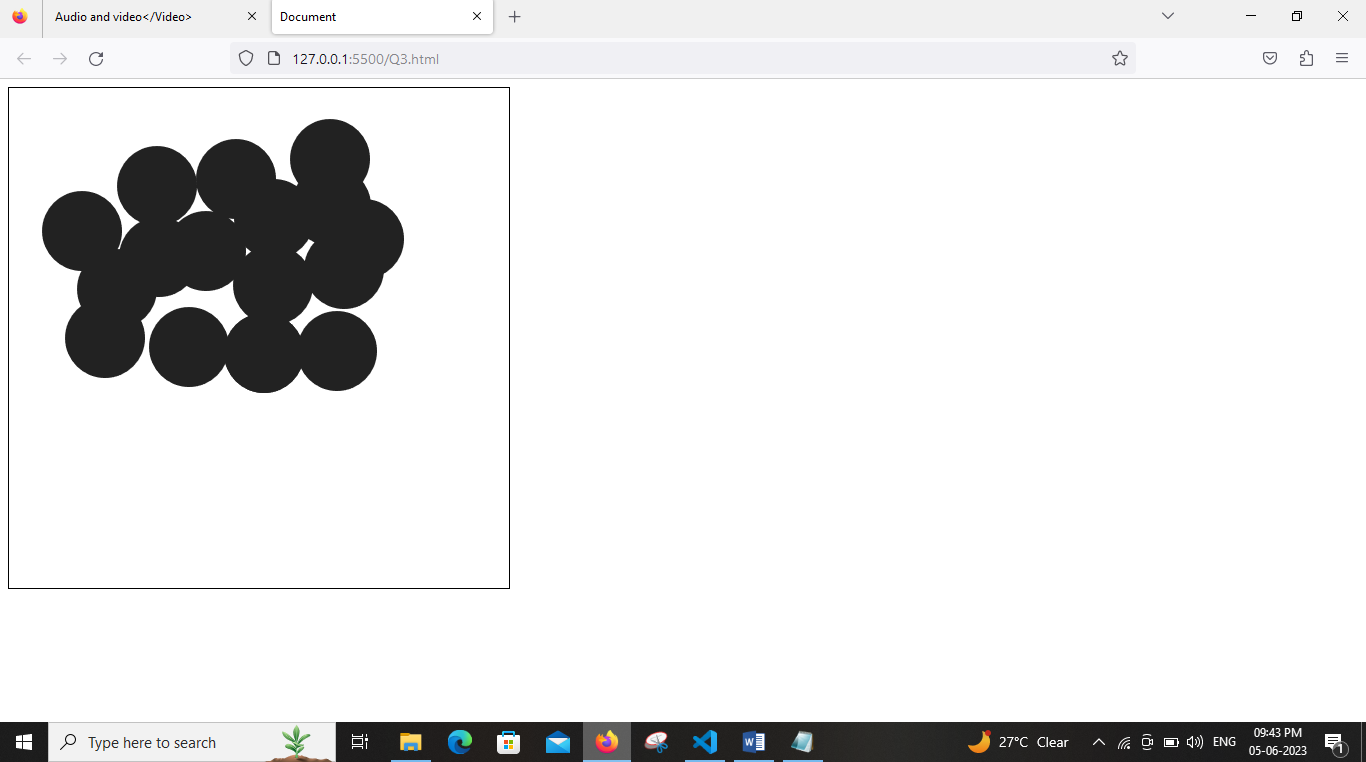 Audio and video</Video>
Document
127.0.0.1:5500/Q3.html
Type here to search
27°C Clear
ENG
09:43 PM
05-06-2023
1